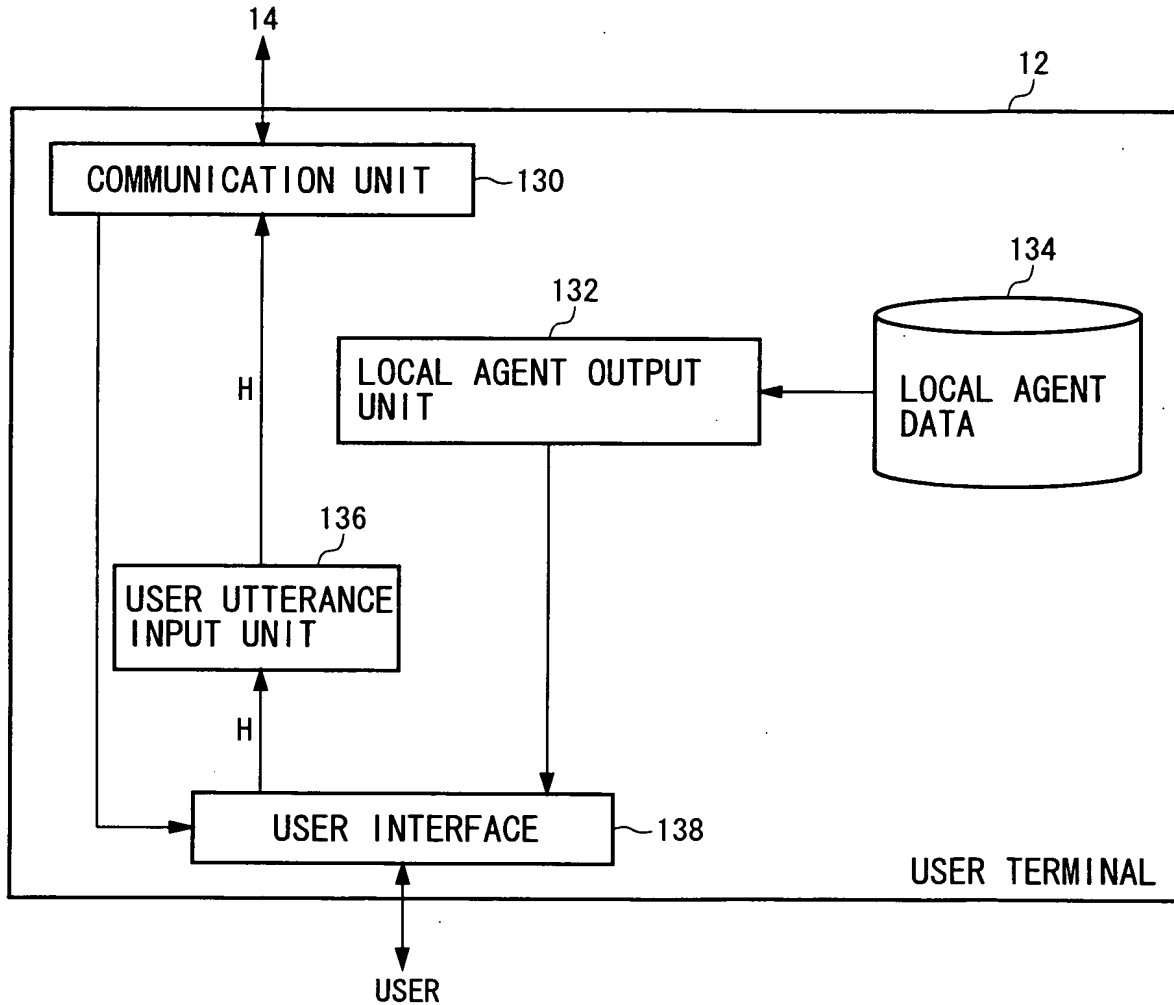 14
12
COMMUNICATION UNIT
130
134
132
H
LOCAL AGENT OUTPUT
UNIT
LOCAL AGENT
DATA
136
USER UTTERANCE
INPUT UNIT
H
USER INTERFACE
138
USER TERMINAL
USER